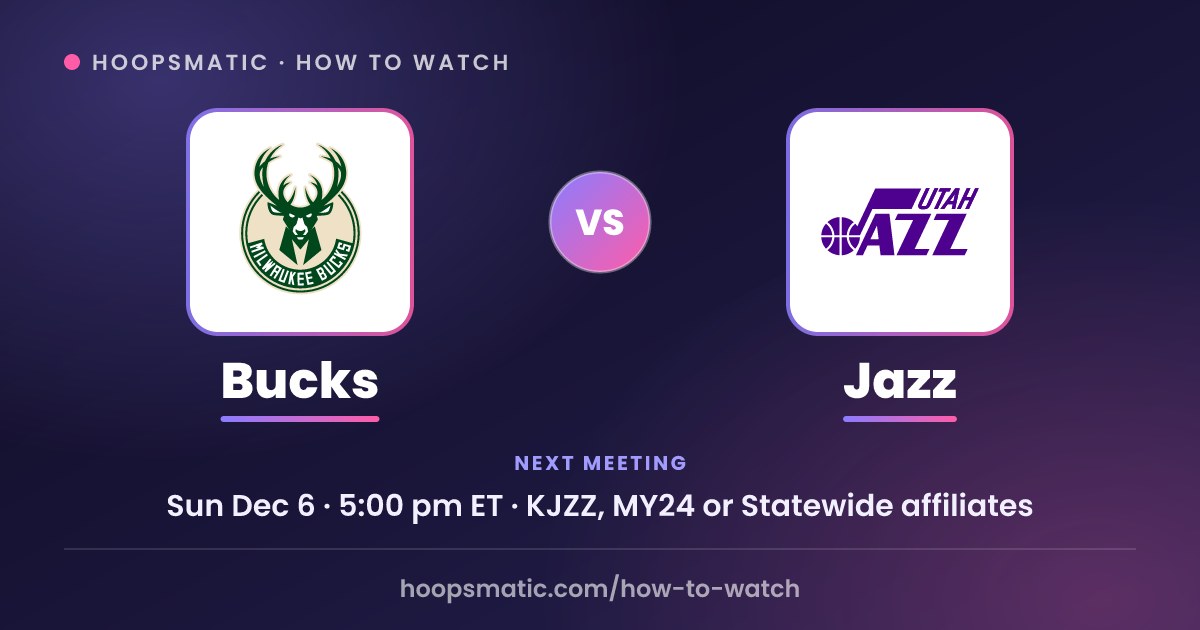 HOOPSMATIC · HOW TO WATCH
MILWAUKEE BUCKS
VS
UTAH
JAZZ
Bucks
Jazz
NEXT MEETING
Sun Dec 6 · 5:00 pm ET · KJZZ, MY24 or Statewide affiliates
hoopsmatic.com/how-to-watch